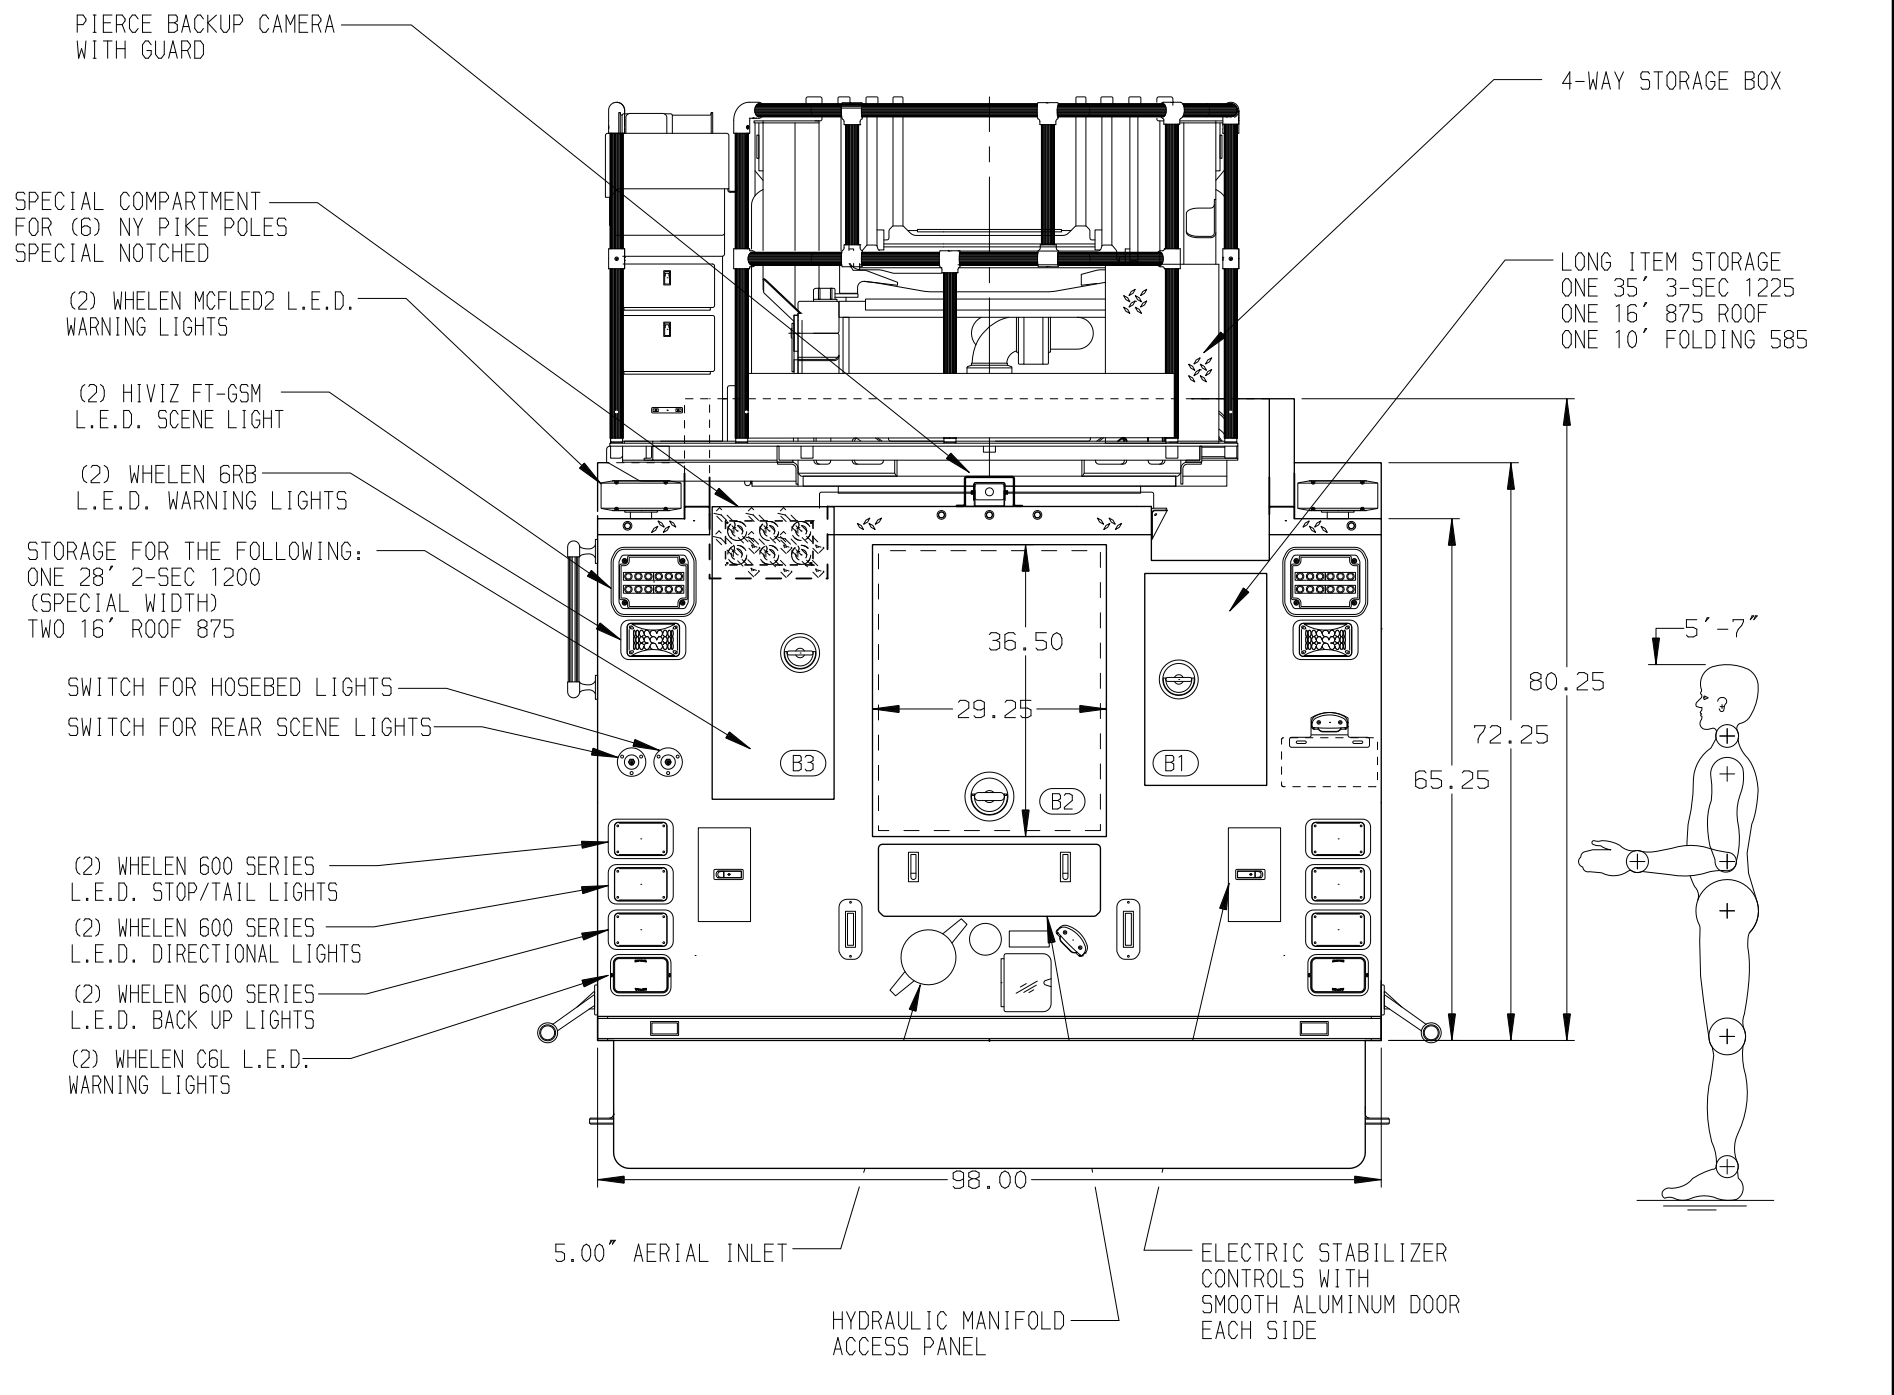 PIERCE BACKUP CAMERA
WITH GUARD
4-WAY STORAGE BOX
SPECIAL COMPARTMENT
FOR (6) NY PIKE POLES
SPECIAL NOTCHED
LONG ITEM STORAGE
ONE 35' 3-SEC 1225
ONE 16' 875 ROOF
ONE 10' FOLDING 585
(2) WHELEN MCFLED2 L.E.D.
WARNING LIGHTS
(2) HIVIZ FT-GSM
L.E.D. SCENE LIGHT
(2) WHELEN 6RB
L.E.D. WARNING LIGHTS
STORAGE FOR THE FOLLOWING:
ONE 28' 2-SEC 1200
(SPECIAL WIDTH)
TWO 16' ROOF 875
36.50
5'-7"
SWITCH FOR HOSEBED LIGHTS
80.25
29.25
SWITCH FOR REAR SCENE LIGHTS
72.25
B3
B1
65.25
B2
(2) WHELEN 600 SERIES
L.E.D. STOP/TAIL LIGHTS
(2) WHELEN 600 SERIES
L.E.D. DIRECTIONAL LIGHTS
(2) WHELEN 600 SERIES
L.E.D. BACK UP LIGHTS
(2) WHELEN C6L L.E.D.
WARNING LIGHTS
98.00
5.00" AERIAL INLET
ELECTRIC STABILIZER
CONTROLS WITH
SMOOTH ALUMINUM DOOR
EACH SIDE
HYDRAULIC MANIFOLD
ACCESS PANEL